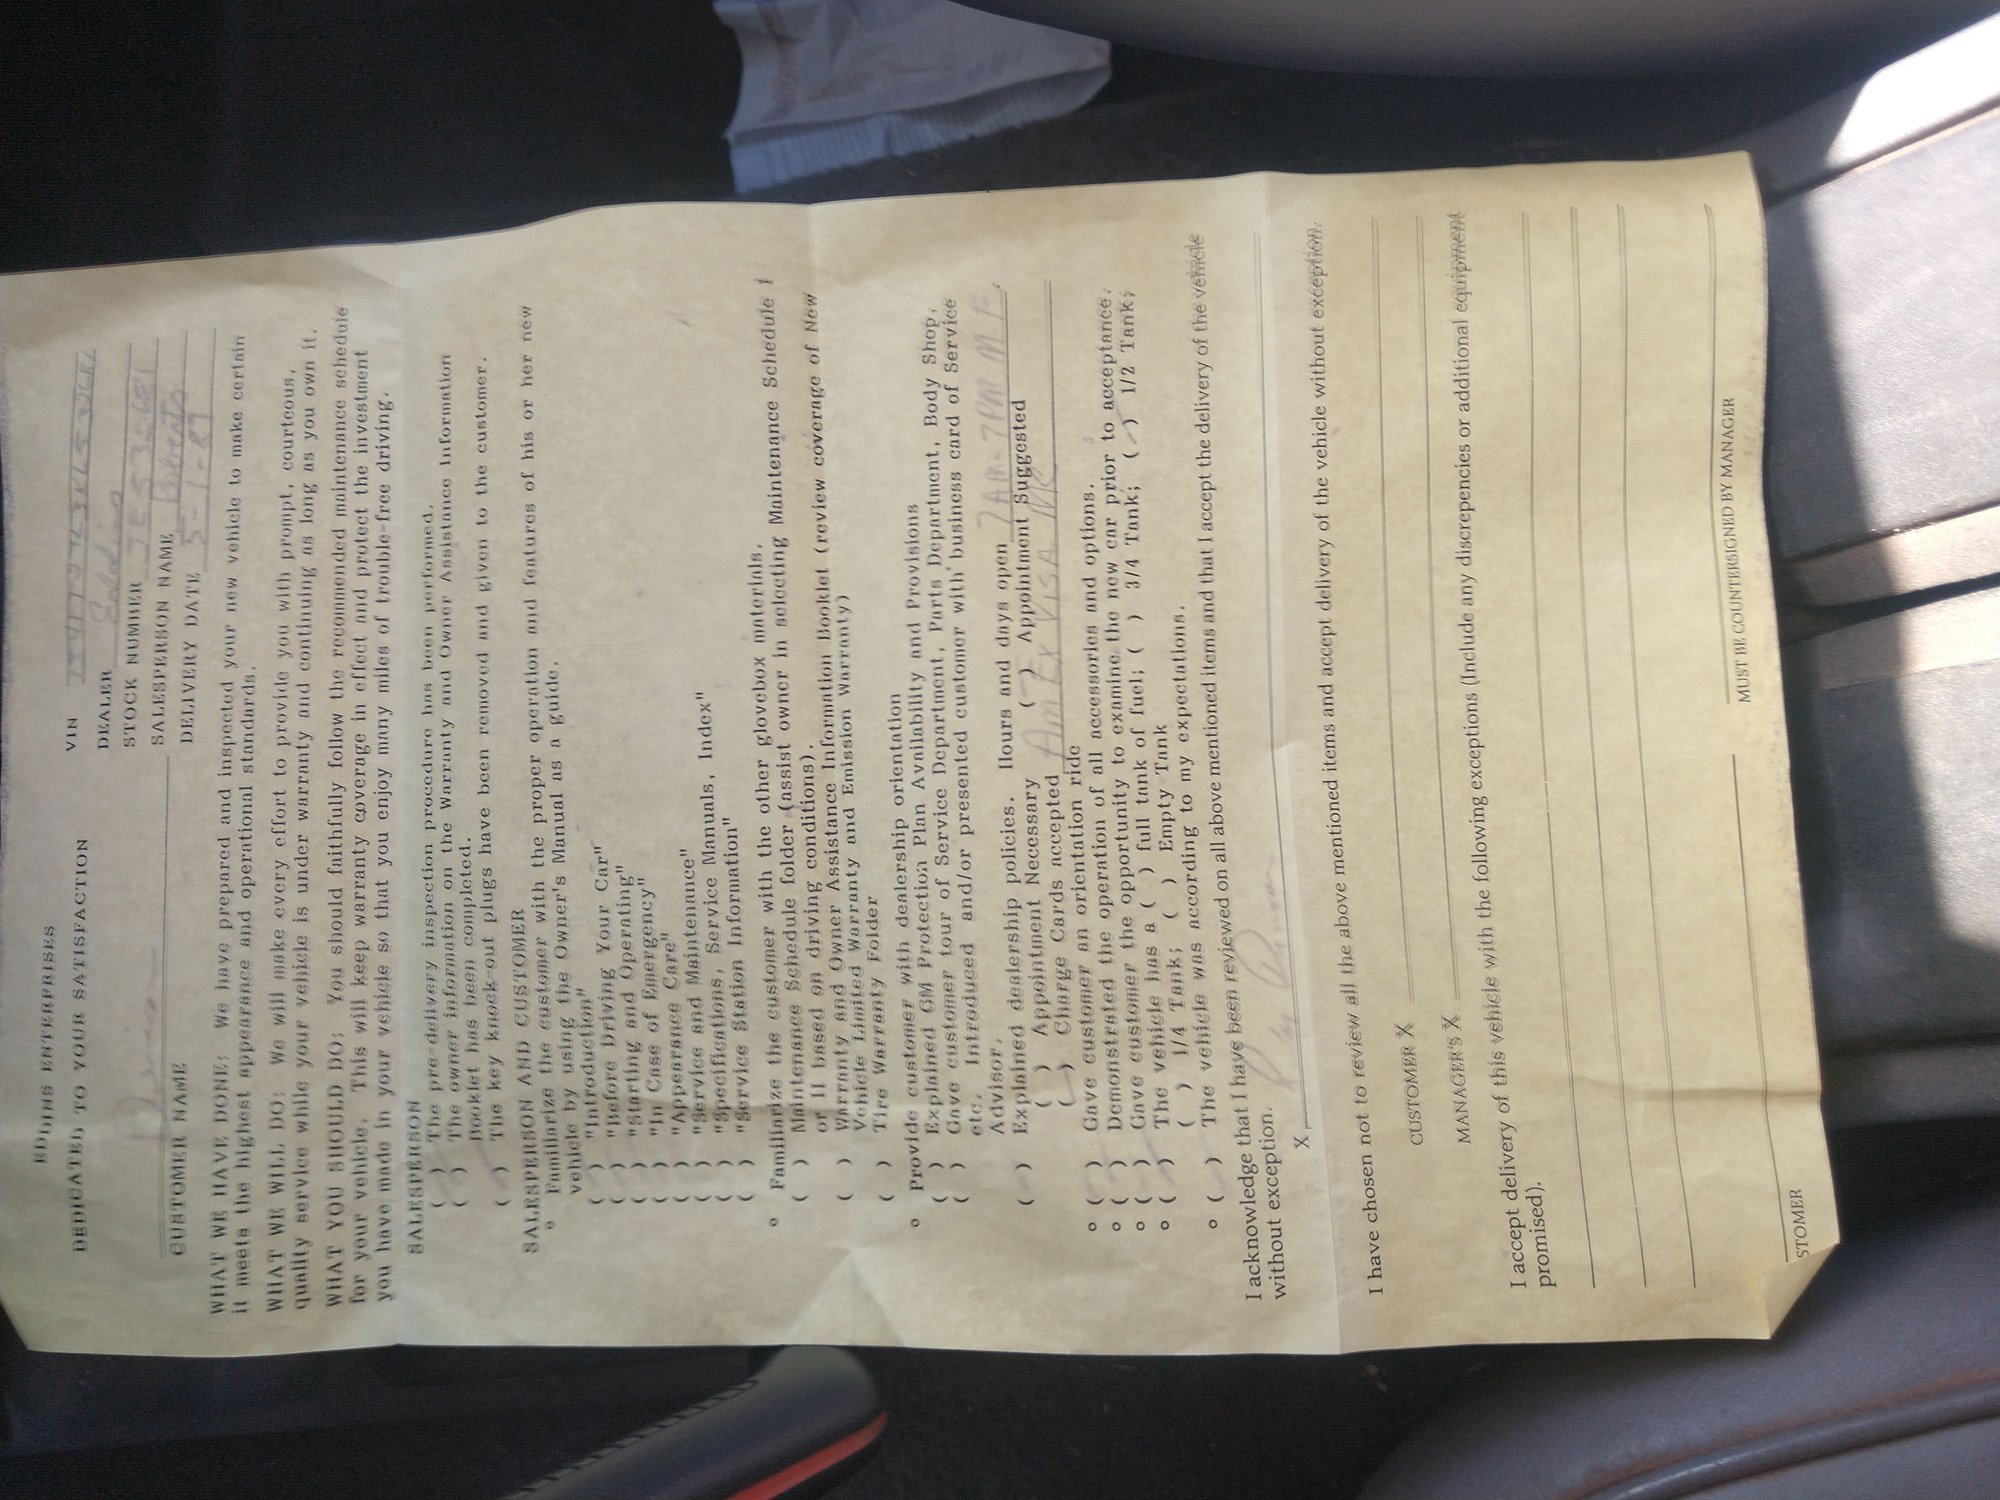 EDDINS ENTERPRISES
DEDICATED TO YOUR SATISFACTION
VIN
DEALER Eddins
STOCK NUMBER
SALESPERSON NAME
CUSTOMER NAME
DELIVERY DATE 5-1-89
WHAT WE HAVE DONE: We have prepared and inspected your new vehicle to make certain
it meets the highest appearance and operational standards.
WHAT WE WILL DO: We will make every effort to provide you with prompt, courtous,
quality service while your vehicle is under warranty and continuing as long as you own it.
WHAT YOU SHOULD DO: You should faithfully follow the recommended maintenance schedule
for your vehicle. This will keep warranty coverage in effect and protect the investment
you have made in your vehicle so that you enjoy many miles of trouble-free driving.
SALESPERSON
( ) The pre-delivery inspection procedure has been performed.
( ) The owner information on the Warranty and Owner Assistance Information
Booklet has been completed.
( ) The key knock-out plugs have been removed and given to the customer.
SALESPERSON AND CUSTOMER
o Familiarize the customer with the proper operation and features of his or her new
vehicle by using the Owner's Manual as a guide.
( ) "Introduction"
( ) "Before Driving Your Car"
( ) "Starting and Operating"
( ) "In Case of Emergency"
( ) "Appearance Care"
( ) "Service and Maintenance"
( ) "Specifications, Service Manuals, Index"
( ) "Service Station Information"
o Familiarize the customer with the other glovebox materials.
( ) Maintenance Schedule folder (assist owner in selecting Maintenance Schedule I
or II based on driving conditions).
( ) Warranty and Owner Assistance Information Booklet (review coverage of New
Vehicle Limited Warranty and Emission Warranty)
( ) Tire Warranty Folder
o Provide customer with dealership orientation
( ) Explained GM Protection Plan Availabilty and Provisions
( ) Gave customer tour of Service Department, Parts Department, Body Shop,
etc. Introduced and/or presented customer with business card of Service
Advisor.
( ) Explained dealership policies. Hours and days open 7AM-7PM M F.
( ) Appointment Necessary ( ) Appointment Suggested
( ) Charge Cards accepted Am Ex VISA MC
o ( ) Gave customer an orientation ride
o ( ) Demonstrated the operation of all accessories and options.
o ( ) Gave customer the opportunity to examine the new car prior to acceptance.
o ( ) The vehicle has a ( ) full tank of fuel; ( ) 3/4 Tank; ( ) 1/2 Tank;
( ) 1/4 Tank; ( ) Empty Tank
o ( ) The vehicle was according to my expectations.
I acknowledge that I have been reviewed on all above mentioned items and that I accept the delivery of the vehicle
without exception.
X
I have chosen not to review all the above mentioned items and accept delivery of the vehicle without exception.
CUSTOMER X
MANAGER'S X
I accept delivery of this vehicle with the following exceptions (Include any discrepencies or additional equipment
promised).
STOMER
MUST BE COUNTERSIGNED BY MANAGER